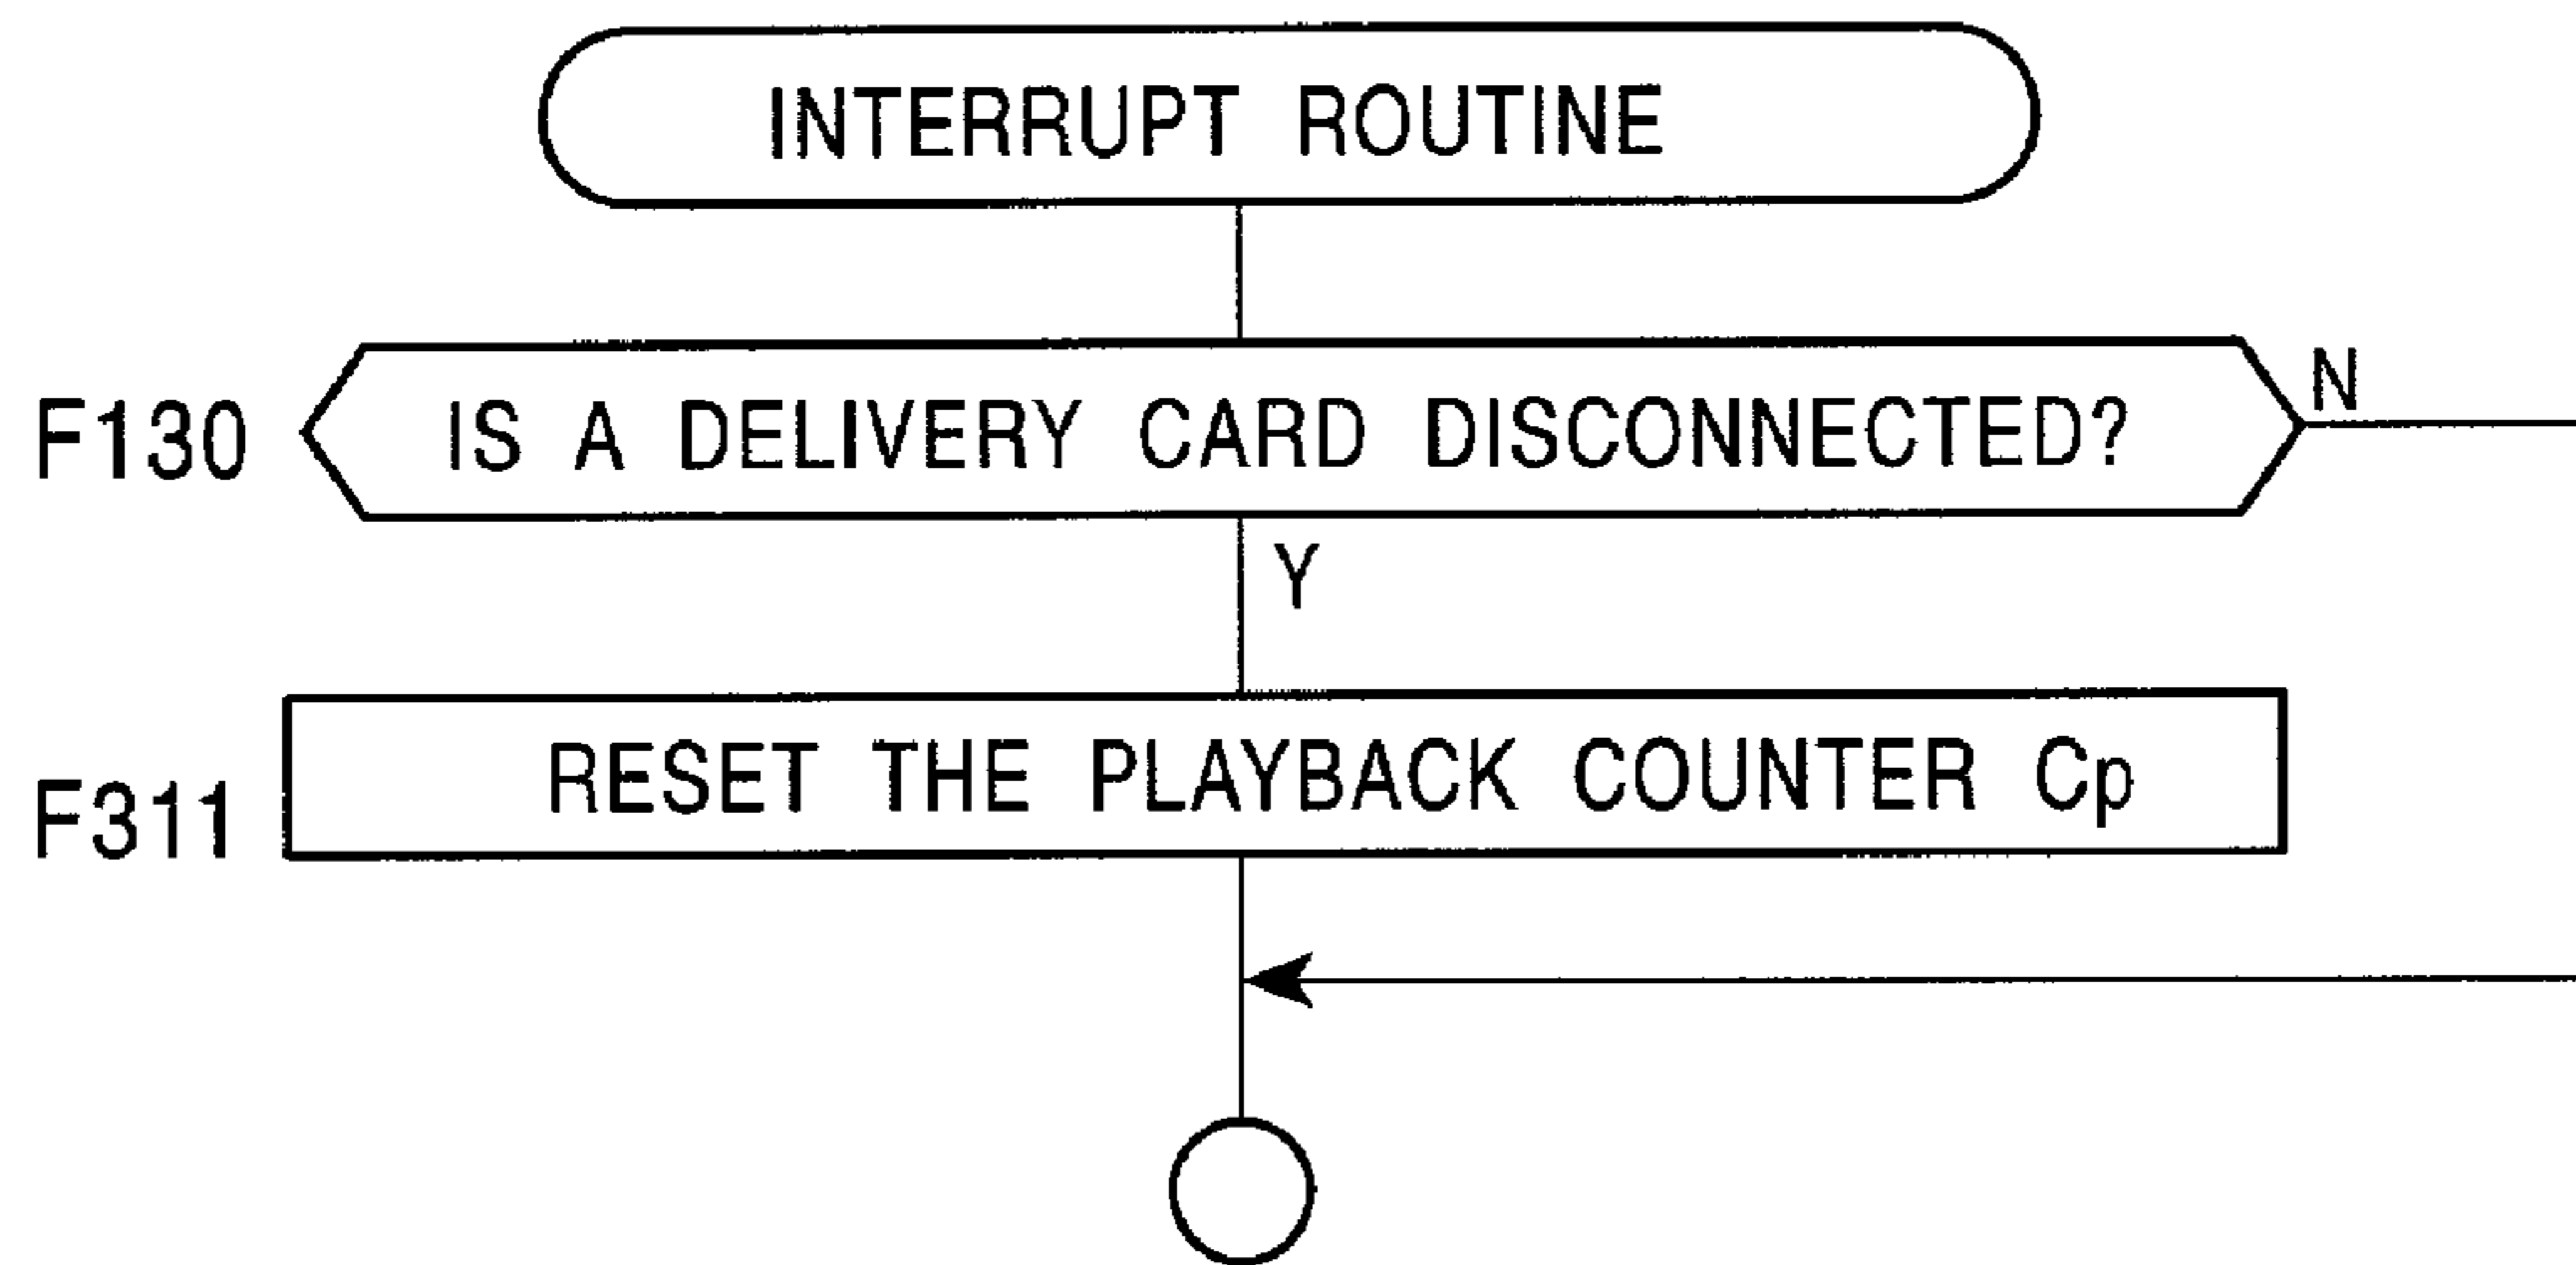 INTERRUPT ROUTINE
F130 IS A DELIVERY CARD DISCONNECTED? N
Y
F311 RESET THE PLAYBACK COUNTER Cp